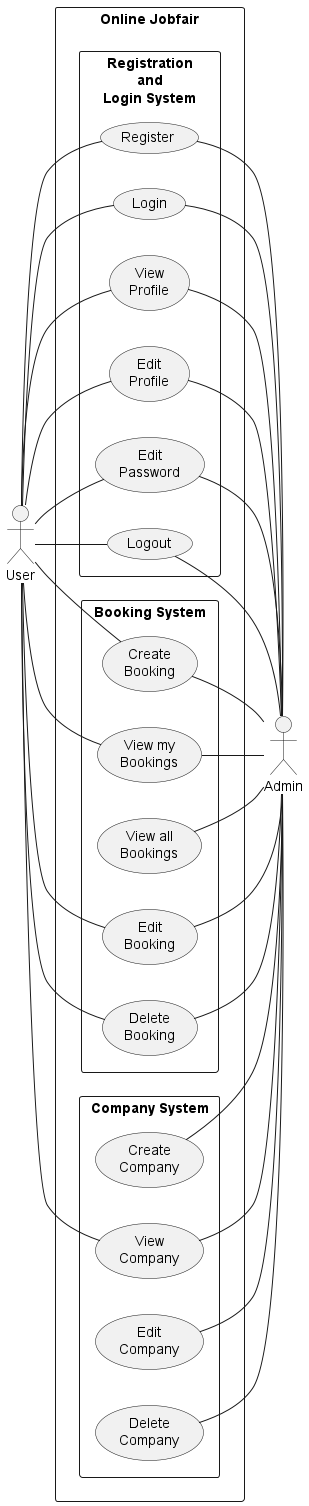 Online Jobfair
Registration
and
Login System
Register
Login
View
Profile
Edit
Profile
Edit
Password
Logout
User
Booking System
Create
Booking
View my
Bookings
Admin
View all
Bookings
Edit
Booking
Delete
Booking
Company System
Create
Company
View
Company
Edit
Company
Delete
Company